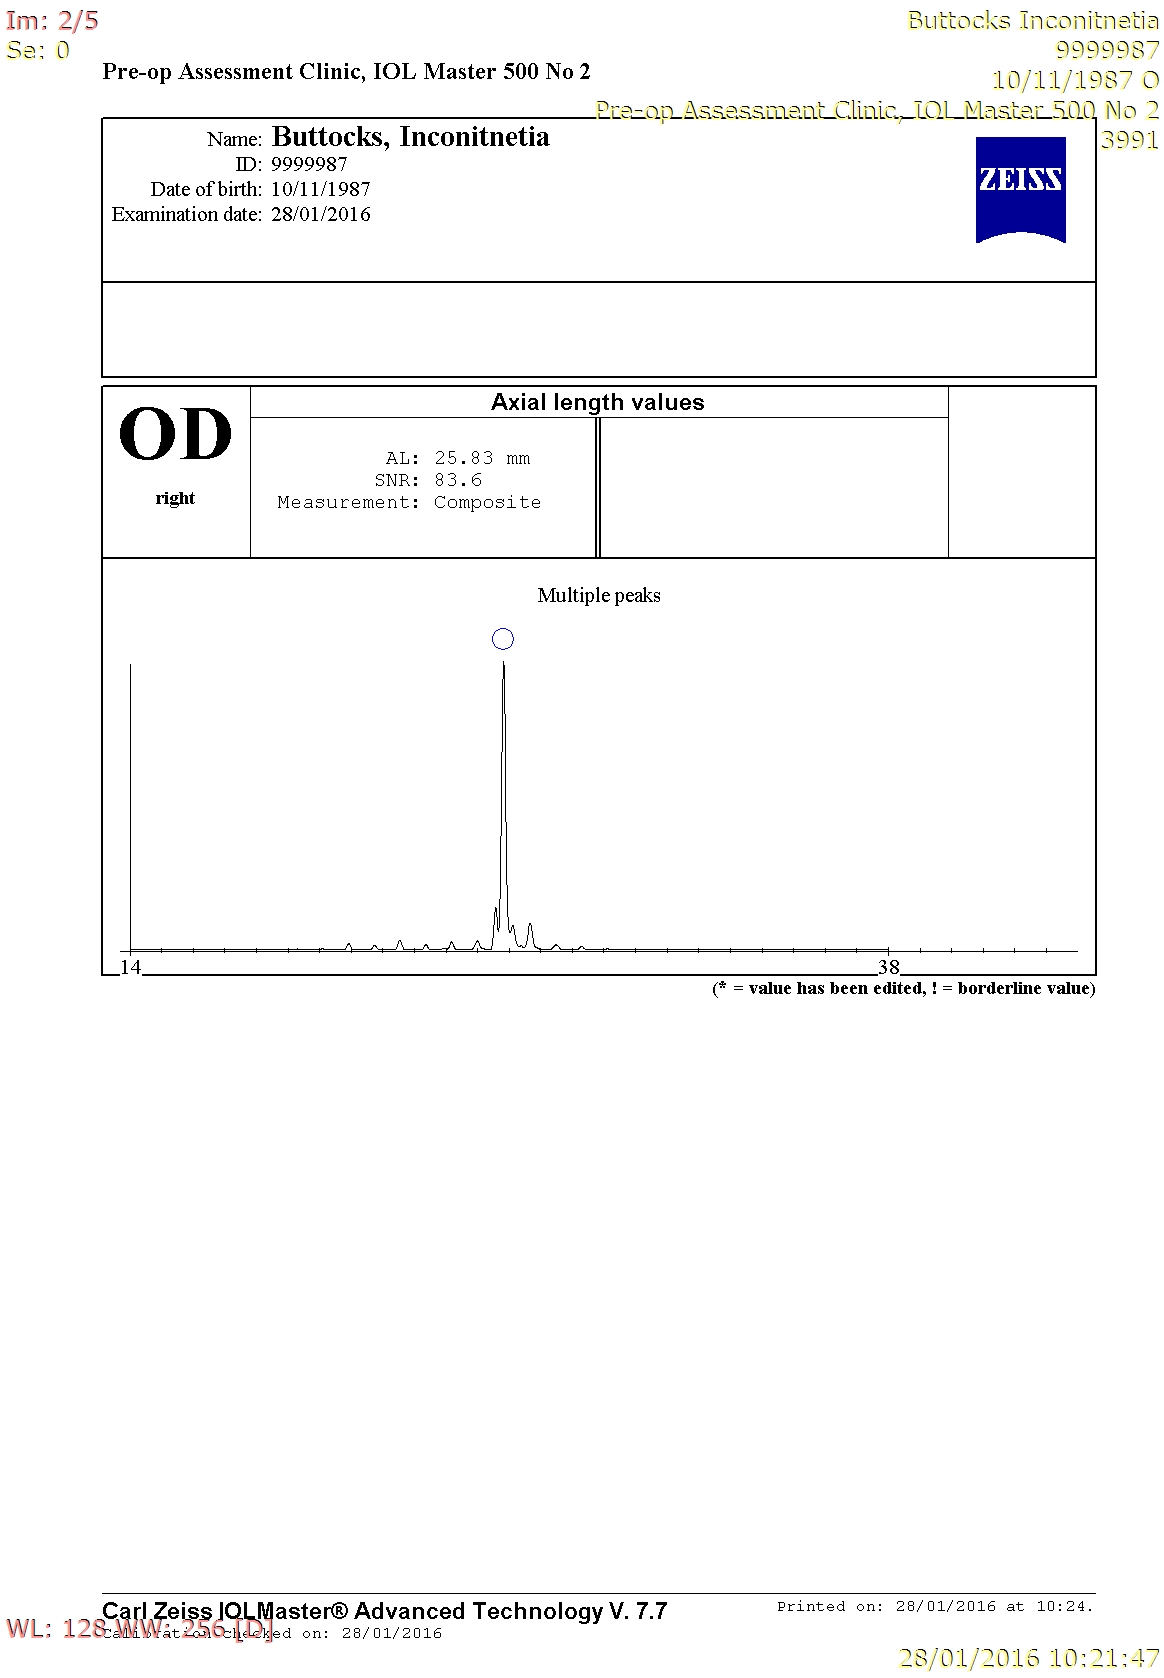 Im: 2/5
Se: 0
Buttocks Inconitnetia
9999987
10/11/1987 O
Pre-op Assessment Clinic, IOL Master 500 No 2
3991
Pre-op Assessment Clinic, IOL Master 500 No 2
Name: Buttocks, Inconitnetia
ID: 9999987
Date of birth: 10/11/1987
Examination date: 28/01/2016
ZEISS
OD
right
Axial length values
AL: 25.83 mm
SNR: 83.6
Measurement: Composite
Multiple peaks
14 38
(* = value has been edited, ! = borderline value)
Carl Zeiss IOLMaster® Advanced Technology V. 7.7
Calibration checked on: 28/01/2016
Printed on: 28/01/2016 at 10:24.
WL: 128 WW: 256 [D]
28/01/2016 10:21:47